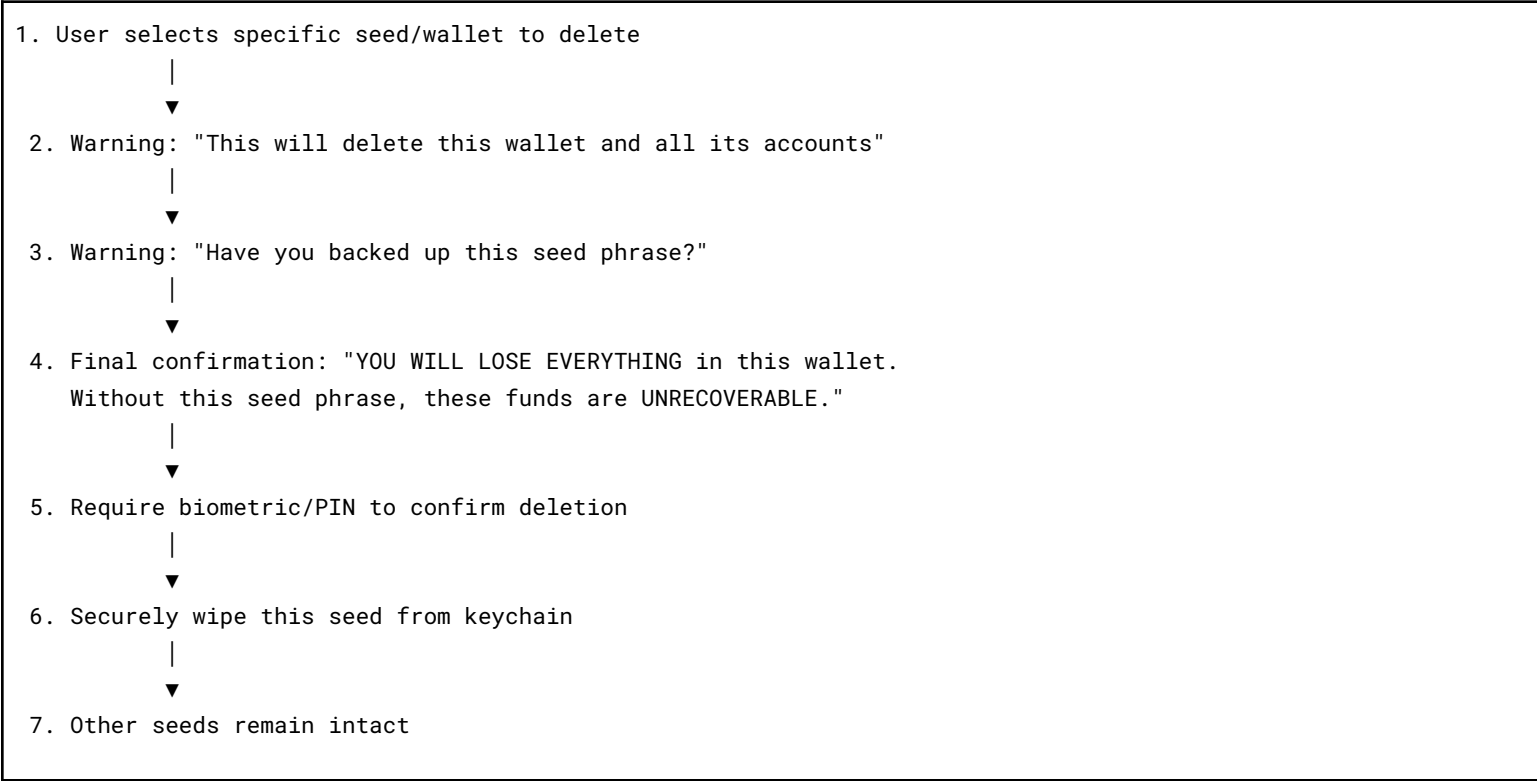 1. User selects specific seed/wallet to delete
2. Warning: "This will delete this wallet and all its accounts"
3. Warning: "Have you backed up this seed phrase?"
4. Final confirmation: "YOU WILL LOSE EVERYTHING in this wallet.
Without this seed phrase, these funds are UNRECOVERABLE."
5. Require biometric/PIN to confirm deletion
6. Securely wipe this seed from keychain
7. Other seeds remain intact